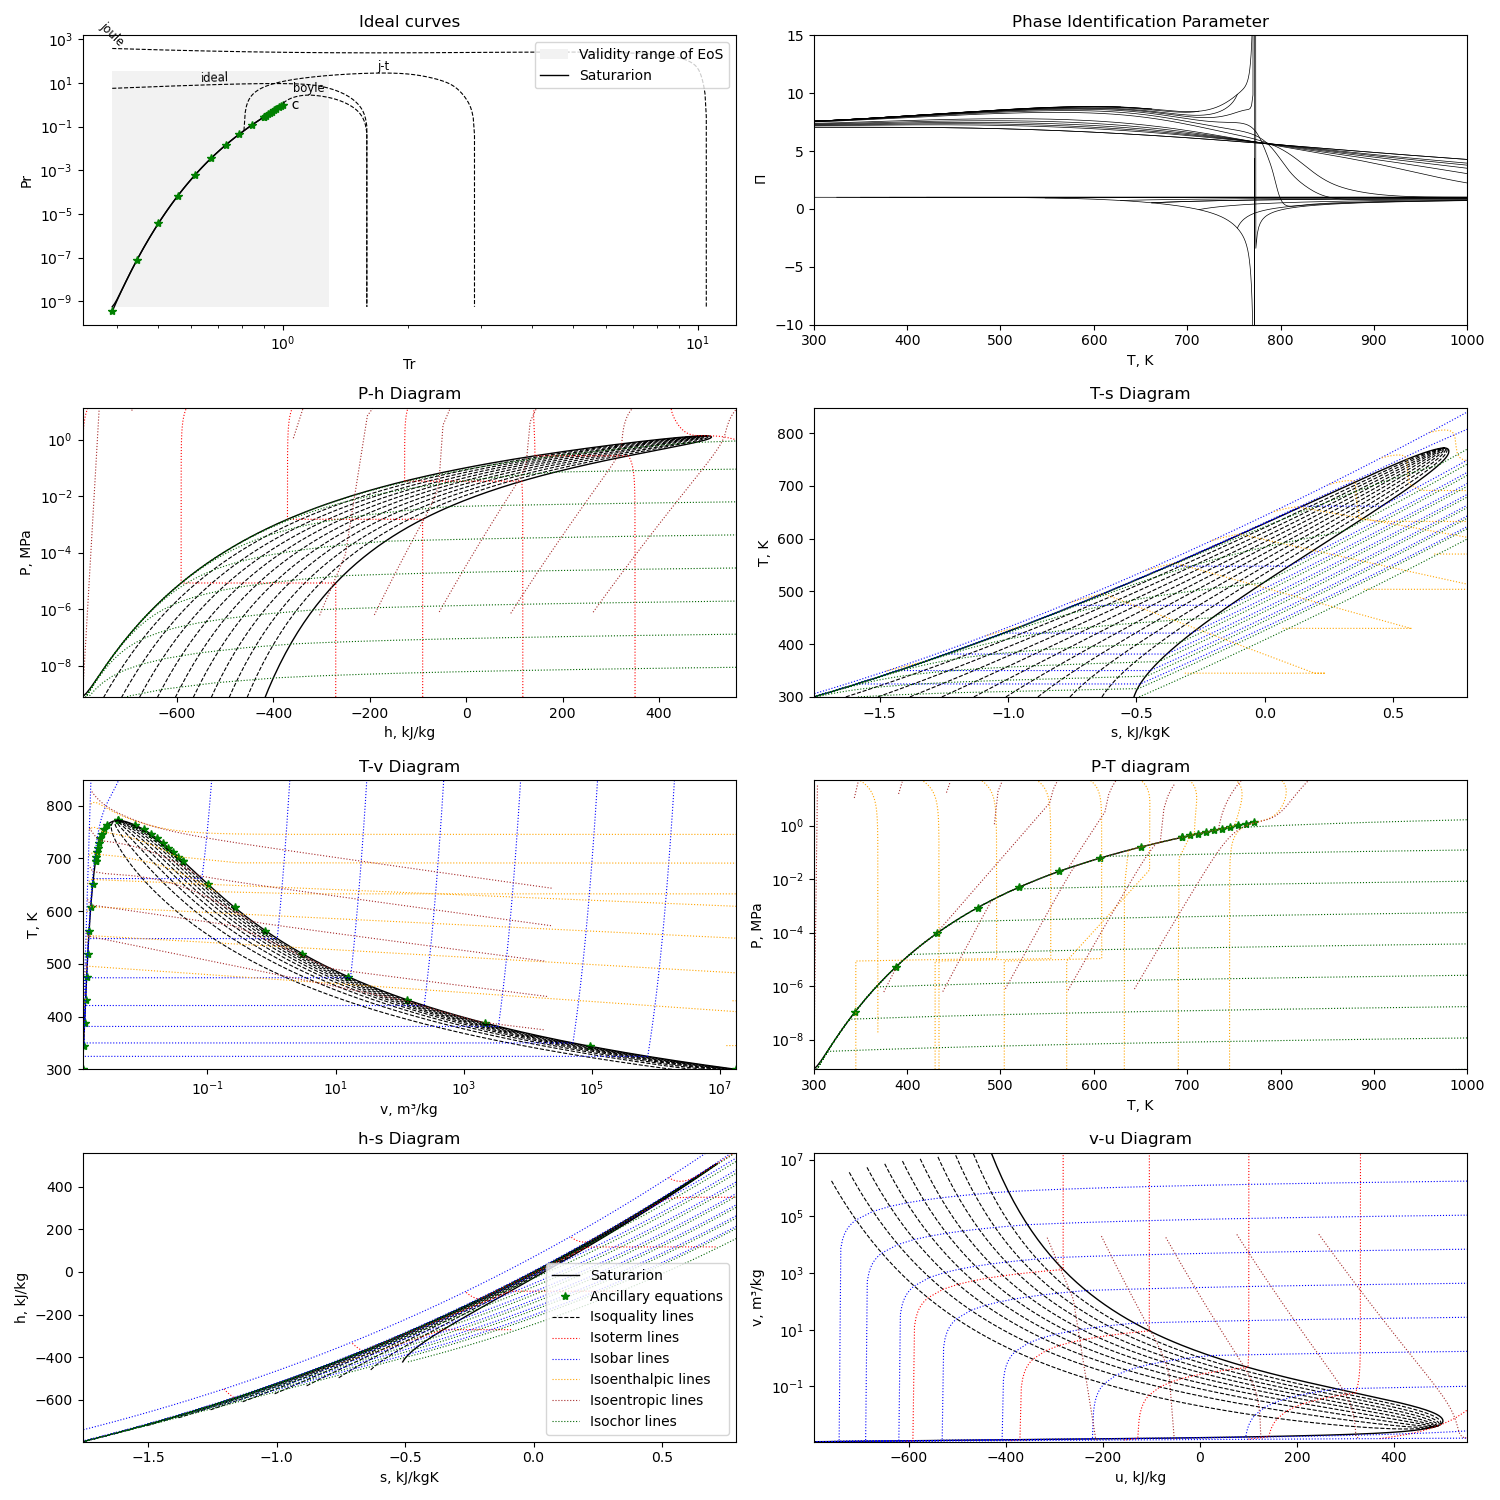 Ideal curves
joule
ideal
j-t
boyle
c
Validity range of EoS
Saturarion
10³
10¹
10⁻¹
10⁻³
10⁻⁵
10⁻⁷
10⁻⁹
Pr
10⁰
10¹
Tr
Phase Identification Parameter
15
10
5
0
−5
−10
Π
300
400
500
600
700
800
900
1000
T, K
P-h Diagram
10⁰
10⁻²
10⁻⁴
10⁻⁶
10⁻⁸
P, MPa
−600
−400
−200
0
200
400
h, kJ/kg
T-s Diagram
800
700
600
500
400
300
T, K
−1.5
−1.0
−0.5
0.0
0.5
s, kJ/kgK
T-v Diagram
800
700
600
500
400
300
T, K
10⁻¹
10¹
10³
10⁵
10⁷
v, m³/kg
P-T diagram
10⁰
10⁻²
10⁻⁴
10⁻⁶
10⁻⁸
P, MPa
300
400
500
600
700
800
900
1000
T, K
h-s Diagram
400
200
0
−200
−400
−600
h, kJ/kg
Saturarion
Ancillary equations
Isoquality lines
Isoterm lines
Isobar lines
Isoenthalpic lines
Isoentropic lines
Isochor lines
−1.5
−1.0
−0.5
0.0
0.5
s, kJ/kgK
v-u Diagram
10⁷
10⁵
10³
10¹
10⁻¹
v, m³/kg
−600
−400
−200
0
200
400
u, kJ/kg